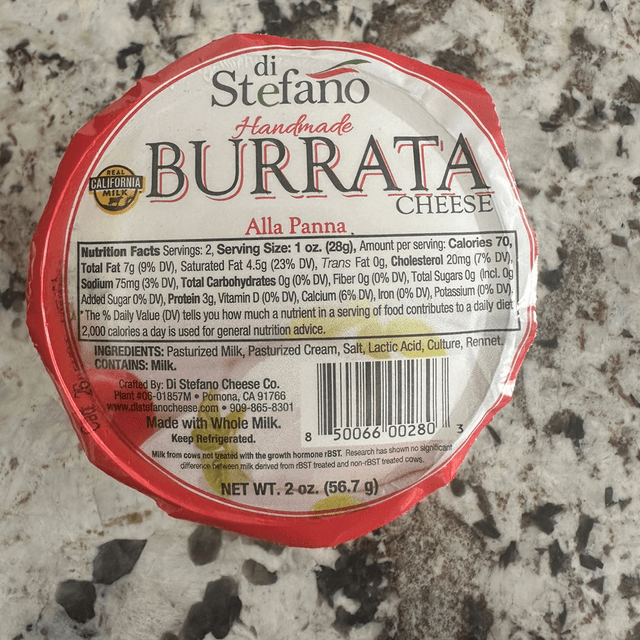 di
Stefano
Handmade
BURRATA
CHEESE
REAL
CALIFORNIA
MILK
Alla Panna
Nutrition Facts Servings: 2, Serving Size: 1 oz. (28g), Amount per serving: Calories 70,
Total Fat 7g (9% DV), Saturated Fat 4.5g (23% DV), Trans Fat 0g, Cholesterol 20mg (7% DV),
Sodium 75mg (3% DV), Total Carbohydrates 0g (0% DV), Fiber 0g (0% DV), Total Sugars 0g (Incl. 0g
Added Sugar 0% DV), Protein 3g, Vitamin D (0% DV), Calcium (6% DV), Iron (0% DV), Potassium (0% DV).
*The % Daily Value (DV) tells you how much a nutrient in a serving of food contributes to a daily diet
2,000 calories a day is used for general nutrition advice.
INGREDIENTS: Pasturized Milk, Pasturized Cream, Salt, Lactic Acid, Culture, Rennet.
CONTAINS: Milk.
Crafted By: Di Stefano Cheese Co.
Plant #06-01857M • Pomona, CA 91766
www.distefanocheese.com • 909-865-8301
Made with Whole Milk.
Keep Refrigerated.
8 50066 00280 3
Milk from cows not treated with the growth hormone rBST. Research has shown no significant
difference between milk derived from rBST treated and non-rBST treated cows.
NET WT. 2 oz. (56.7 g)